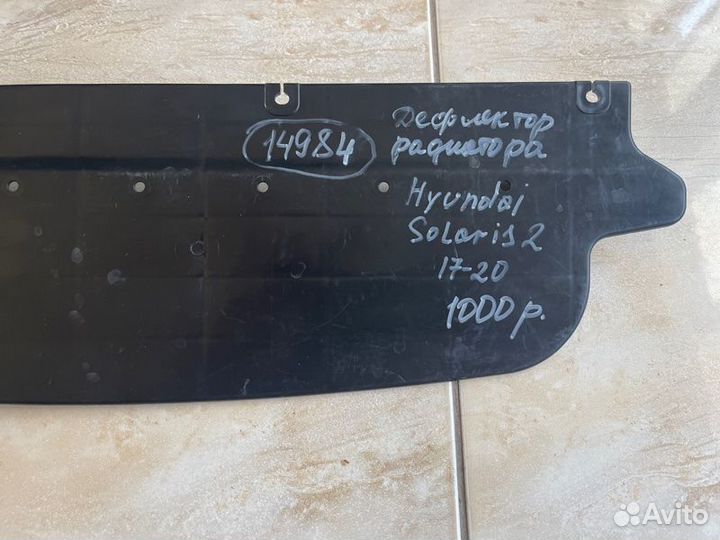 14984
Дефлектор
радиатора
Hyundai
Solaris 2
17-20
1000 р.
Avito